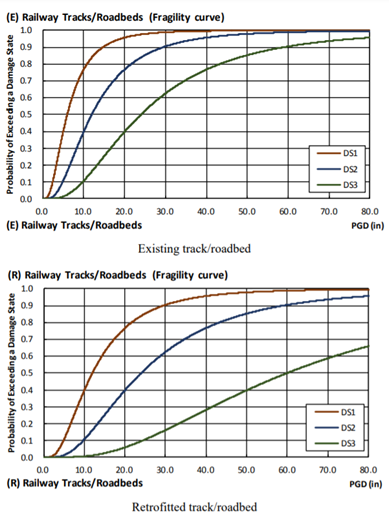 (E) Railway Tracks/Roadbeds (Fragility curve)
Probability of Exceeding a Damage State
1.0
0.9
0.8
0.7
0.6
0.5
0.4
0.3
0.2
0.1
0.0
DS1
DS2
DS3
0.0 10.0 20.0 30.0 40.0 50.0 60.0 70.0 80.0
(E) Railway Tracks/Roadbeds PGD (in)
Existing track/roadbed
(R) Railway Tracks/Roadbeds (Fragility curve)
Probability of Exceeding a Damage State
1.0
0.9
0.8
0.7
0.6
0.5
0.4
0.3
0.2
0.1
0.0
DS1
DS2
DS3
0.0 10.0 20.0 30.0 40.0 50.0 60.0 70.0 80.0
(R) Railway Tracks/Roadbeds PGD (in)
Retrofitted track/roadbed